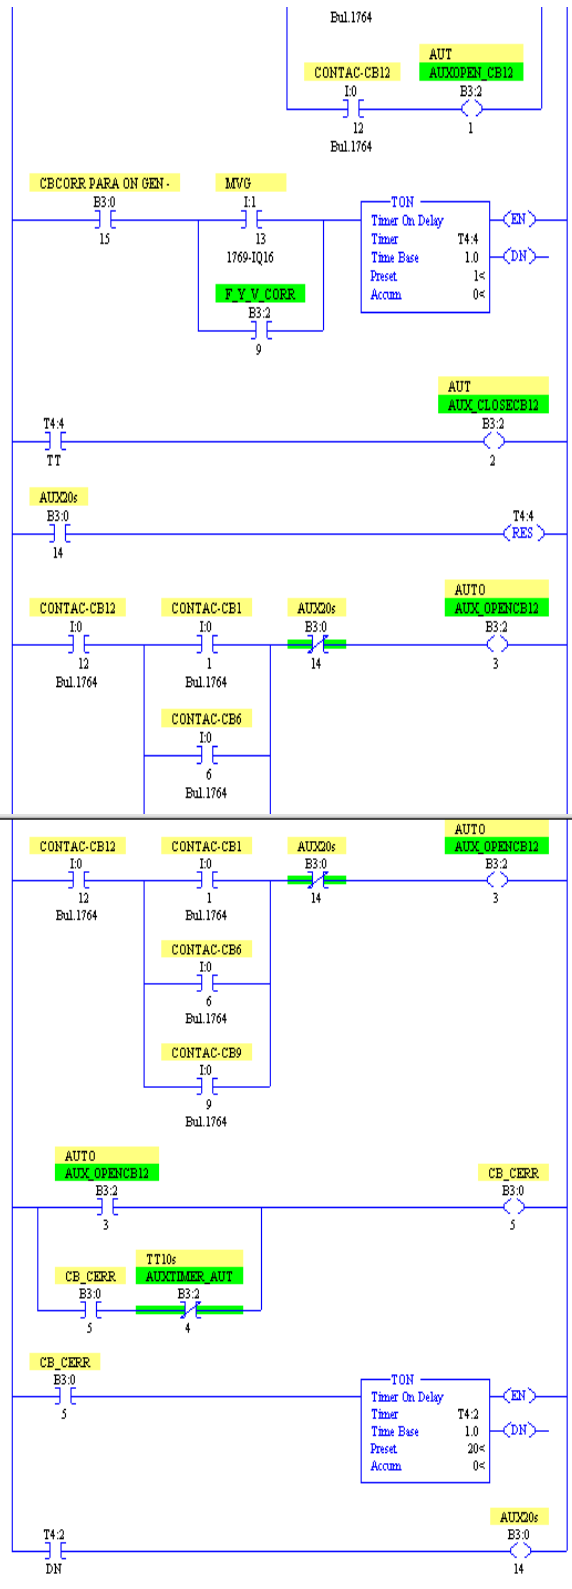 Bul.1764
AUT
CONTAC-CB12 AUXOPEN_CB12
I:0 B3:2
12 1
Bul.1764
CBCORR PARA ON GEN - MVG
B3:0 I:1
15 13
1769-IQ16
TON
Timer On Delay EN
Timer T4:4
Time Base 1.0 DN
Preset 1<
Accum 0<
F_Y_V_CORR
B3:2
9
AUT
AUX_CLOSECB12
T4:4 B3:2
TT 2
AUX20s
B3:0 T4:4
RES
14
AUTO
CONTAC-CB12 CONTAC-CB1 AUX20s AUX_OPENCB12
I:0 I:0 B3:0 B3:2
12 1 14 3
Bul.1764 Bul.1764
CONTAC-CB6
I:0
6
Bul.1764
AUTO
CONTAC-CB12 CONTAC-CB1 AUX20s AUX_OPENCB12
I:0 I:0 B3:0 B3:2
12 1 14 3
Bul.1764 Bul.1764
CONTAC-CB6
I:0
6
Bul.1764
CONTAC-CB9
I:0
9
Bul.1764
AUTO
AUX_OPENCB12 CB_CERR
B3:2 B3:0
3 5
TT10s
CB_CERR AUXTIMER_AUT
B3:0 B3:2
5 4
CB_CERR
B3:0
5
TON
Timer On Delay EN
Timer T4:2
Time Base 1.0 DN
Preset 20<
Accum 0<
AUX20s
T4:2 B3:0
DN 14